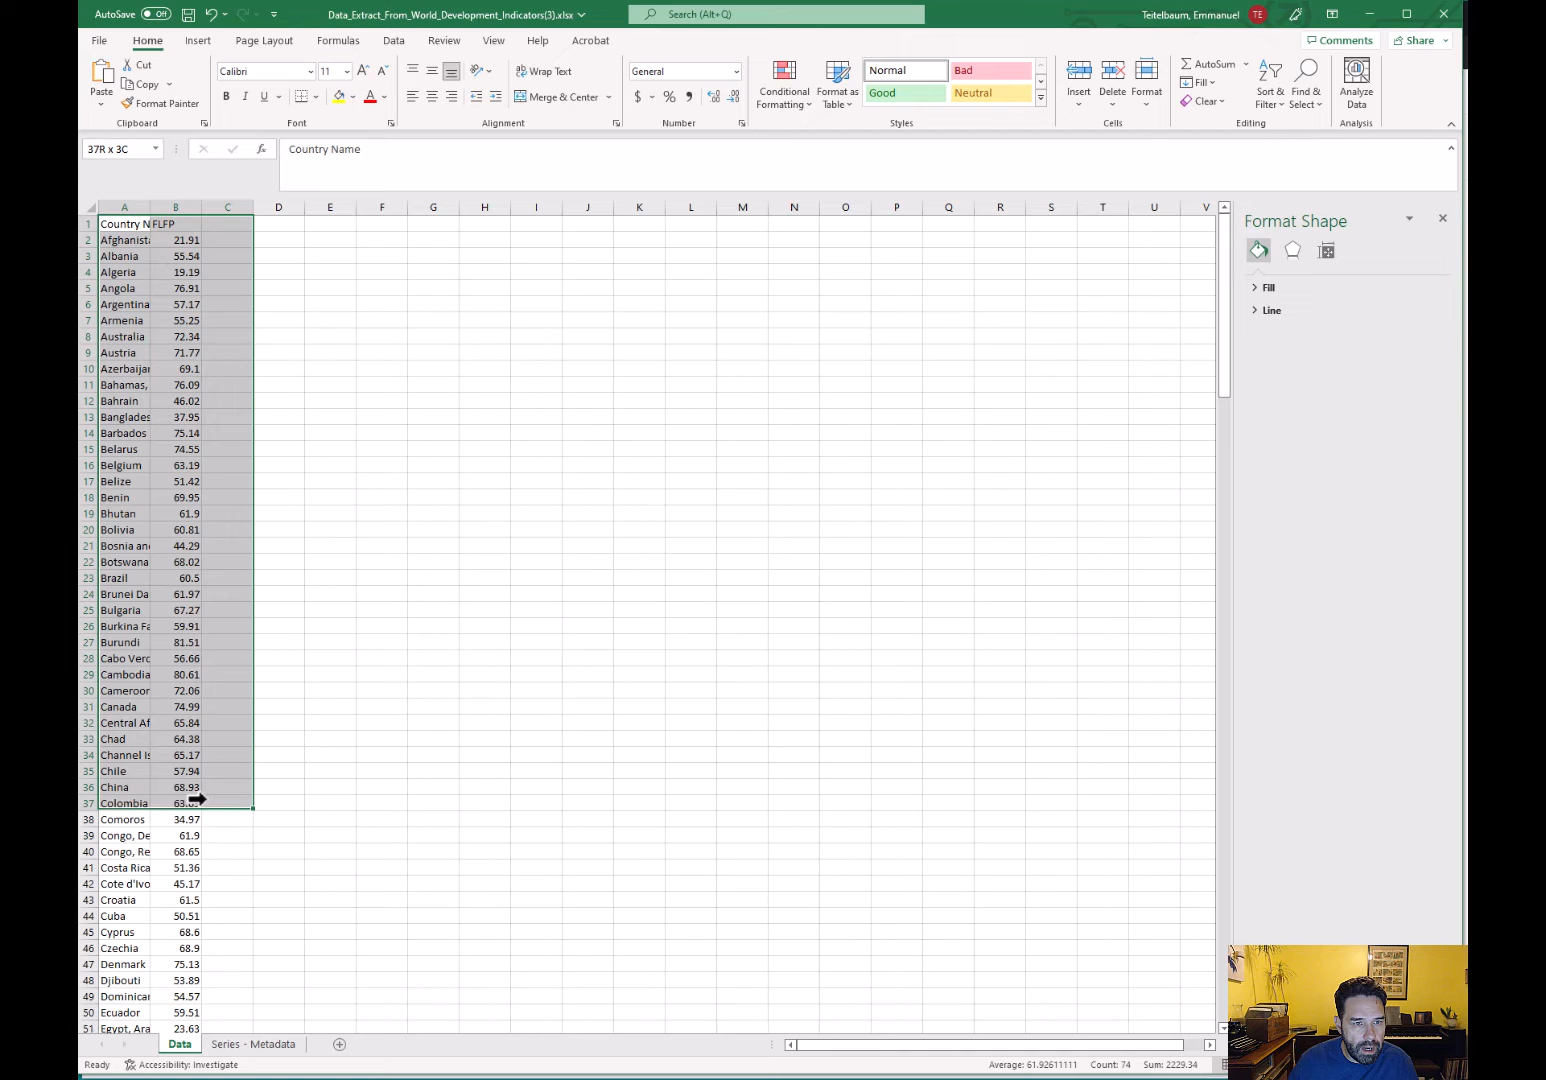 AutoSave Off Data_Extract_From_World_Development_Indicators(3).xlsx Search (Alt+Q) Teitelbaum, Emmanuel TE
File Home Insert Page Layout Formulas Data Review View Help Acrobat Comments Share
Paste Cut Copy Format Painter
Calibri 11 B I U A
Wrap Text Merge & Center
General $ % 9
Conditional Formatting Format as Table
Normal Bad Good Neutral
Insert Delete Format
AutoSum Fill Clear Sort & Filter Find & Select
Analyze Data
Clipboard Font Alignment Number Styles Cells Editing Analysis
37R x 3C fx Country Name
A B C D E F G H I J K L M N O P Q R S T U V
1 Country N FLFP
2 Afghanista 21.91
3 Albania 55.54
4 Algeria 19.19
5 Angola 76.91
6 Argentina 57.17
7 Armenia 55.25
8 Australia 72.34
9 Austria 71.77
10 Azerbaijan 69.1
11 Bahamas, 76.09
12 Bahrain 46.02
13 Banglades 37.95
14 Barbados 75.14
15 Belarus 74.55
16 Belgium 63.19
17 Belize 51.42
18 Benin 69.95
19 Bhutan 61.9
20 Bolivia 60.81
21 Bosnia and 44.29
22 Botswana 68.02
23 Brazil 60.5
24 Brunei Da 61.97
25 Bulgaria 67.27
26 Burkina Fa 59.91
27 Burundi 81.51
28 Cabo Verd 56.66
29 Cambodia 80.61
30 Cameroon 72.06
31 Canada 74.99
32 Central Af 65.84
33 Chad 64.38
34 Channel Is 65.17
35 Chile 57.94
36 China 68.93
37 Colombia
38 Comoros 34.97
39 Congo, De 61.9
40 Congo, Re 68.65
41 Costa Rica 51.36
42 Cote d'Ivo 45.17
43 Croatia 61.5
44 Cuba 50.51
45 Cyprus 68.6
46 Czechia 68.9
47 Denmark 75.13
48 Djibouti 53.89
49 Dominican 54.57
50 Ecuador 59.51
51 Egypt, Ara 23.63
Format Shape
Fill
Line
Data Series - Metadata
Ready Accessibility: Investigate Average: 61.92611111 Count: 74 Sum: 2229.34